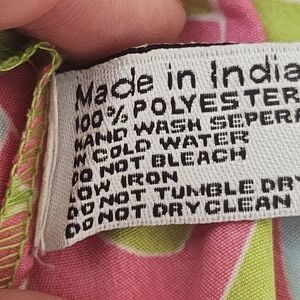 Made in India
100% POLYESTER
HAND WASH SEPERA
IN COLD WATER
DO NOT BLEACH
LOW IRON
DO NOT TUMBLE DRY
DO NOT DRYCLEAN